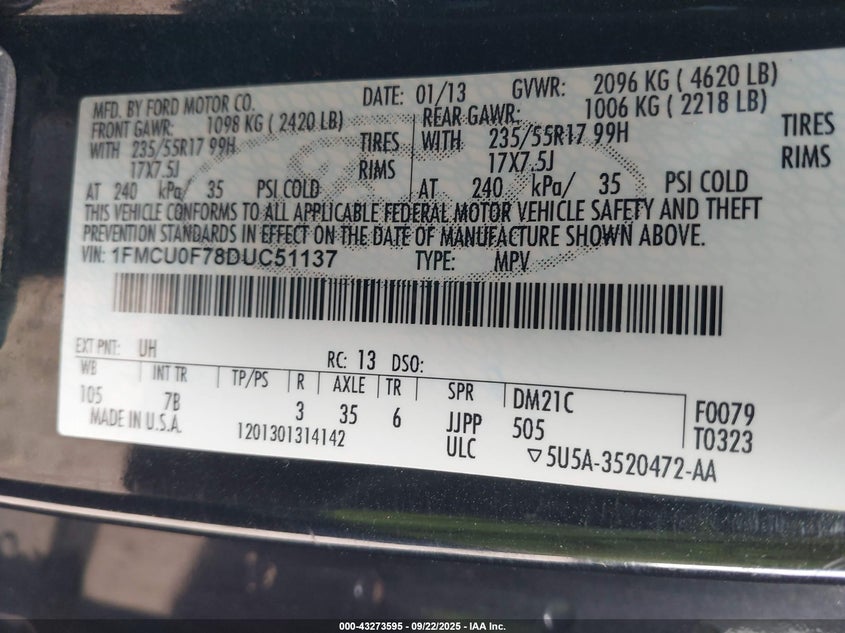 MFD. BY FORD MOTOR CO.
DATE: 01/13
GVWR: 2096 KG ( 4620 LB)
FRONT GAWR: 1098 KG ( 2420 LB)
REAR GAWR: 1006 KG ( 2218 LB)
WITH 235/55R17 99H TIRES
WITH 235/55R17 99H TIRES
17X7.5J RIMS
17X7.5J RIMS
AT 240 kPa/ 35 PSI COLD
AT 240 kPa/ 35 PSI COLD
THIS VEHICLE CONFORMS TO ALL APPLICABLE FEDERAL MOTOR VEHICLE SAFETY AND THEFT
PREVENTION STANDARDS IN EFFECT ON THE DATE OF MANUFACTURE SHOWN ABOVE.
VIN: 1FMCU0F78DUC51137 TYPE: MPV
EXT PNT: UH RC: 13 DSO:
WB INT TR TP/PS R AXLE TR SPR DM21C F0079
105 7B 3 35 6 JJPP 505 T0323
MADE IN U.S.A. 1201301314142 ULC ▽5U5A-3520472-AA
000-43273595 - 09/22/2025 - IAA Inc.